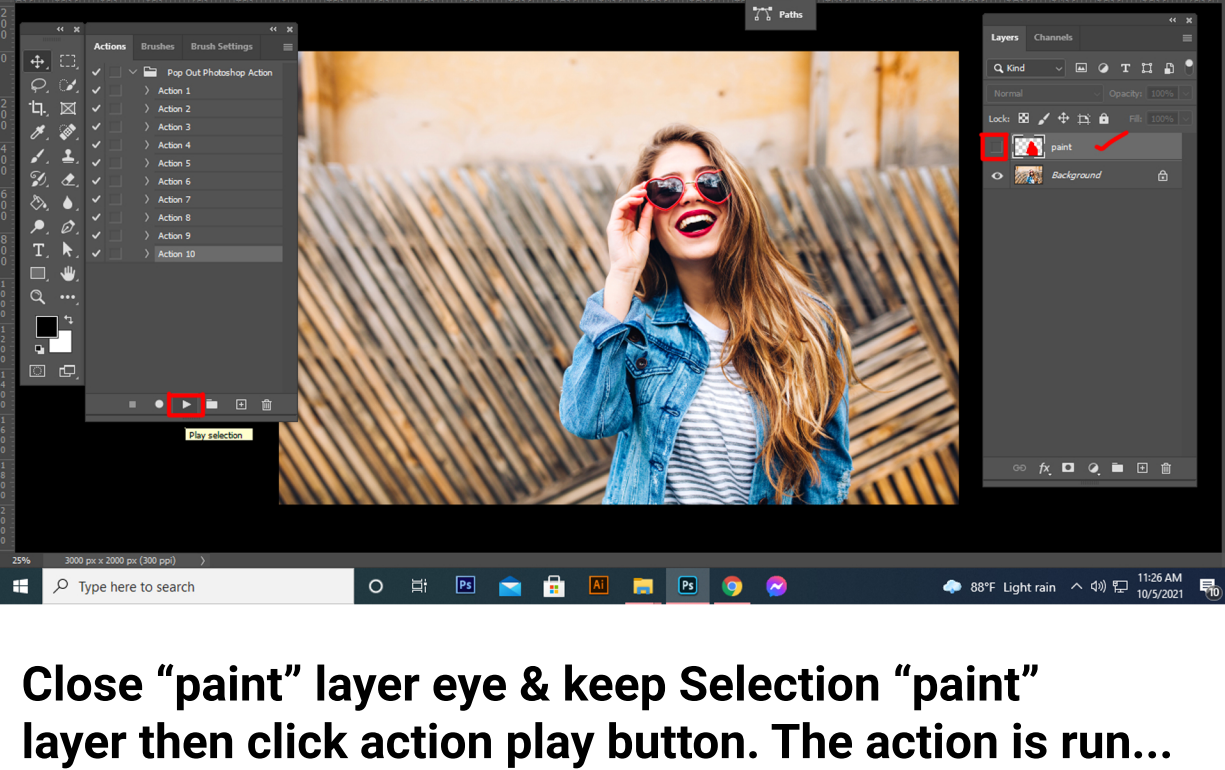 Paths
Actions Brushes Brush Settings
Pop Out Photoshop Action
Action 1
Action 2
Action 3
Action 4
Action 5
Action 6
Action 7
Action 8
Action 9
Action 10
Play selection
Layers Channels
Kind
Normal Opacity: 100%
Lock: Fill: 100%
paint
Background
25% 3000 px x 2000 px (300 ppi)
Type here to search
Ps
Ai
Ps
88°F Light rain
11:26 AM
10/5/2021
10
Close “paint” layer eye & keep Selection “paint”
layer then click action play button. The action is run...